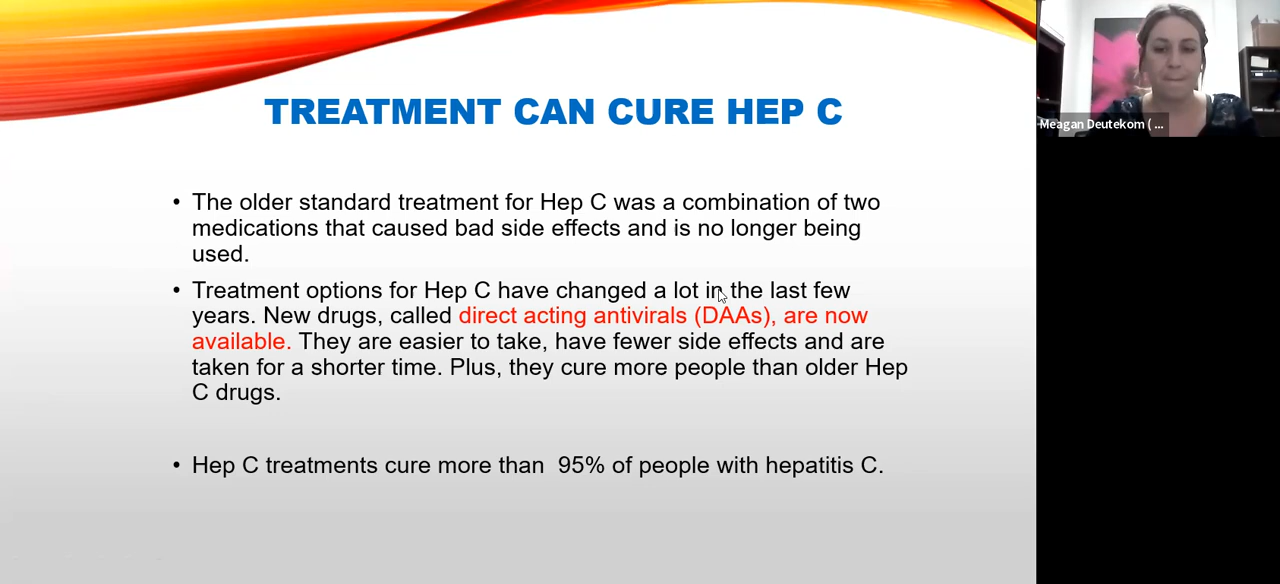 TREATMENT CAN CURE HEP C
• The older standard treatment for Hep C was a combination of two
medications that caused bad side effects and is no longer being
used.
• Treatment options for Hep C have changed a lot in the last few
years. New drugs, called direct acting antivirals (DAAs), are now
available. They are easier to take, have fewer side effects and are
taken for a shorter time. Plus, they cure more people than older Hep
C drugs.
• Hep C treatments cure more than  95% of people with hepatitis C.
Meagan Deutekom ( ...